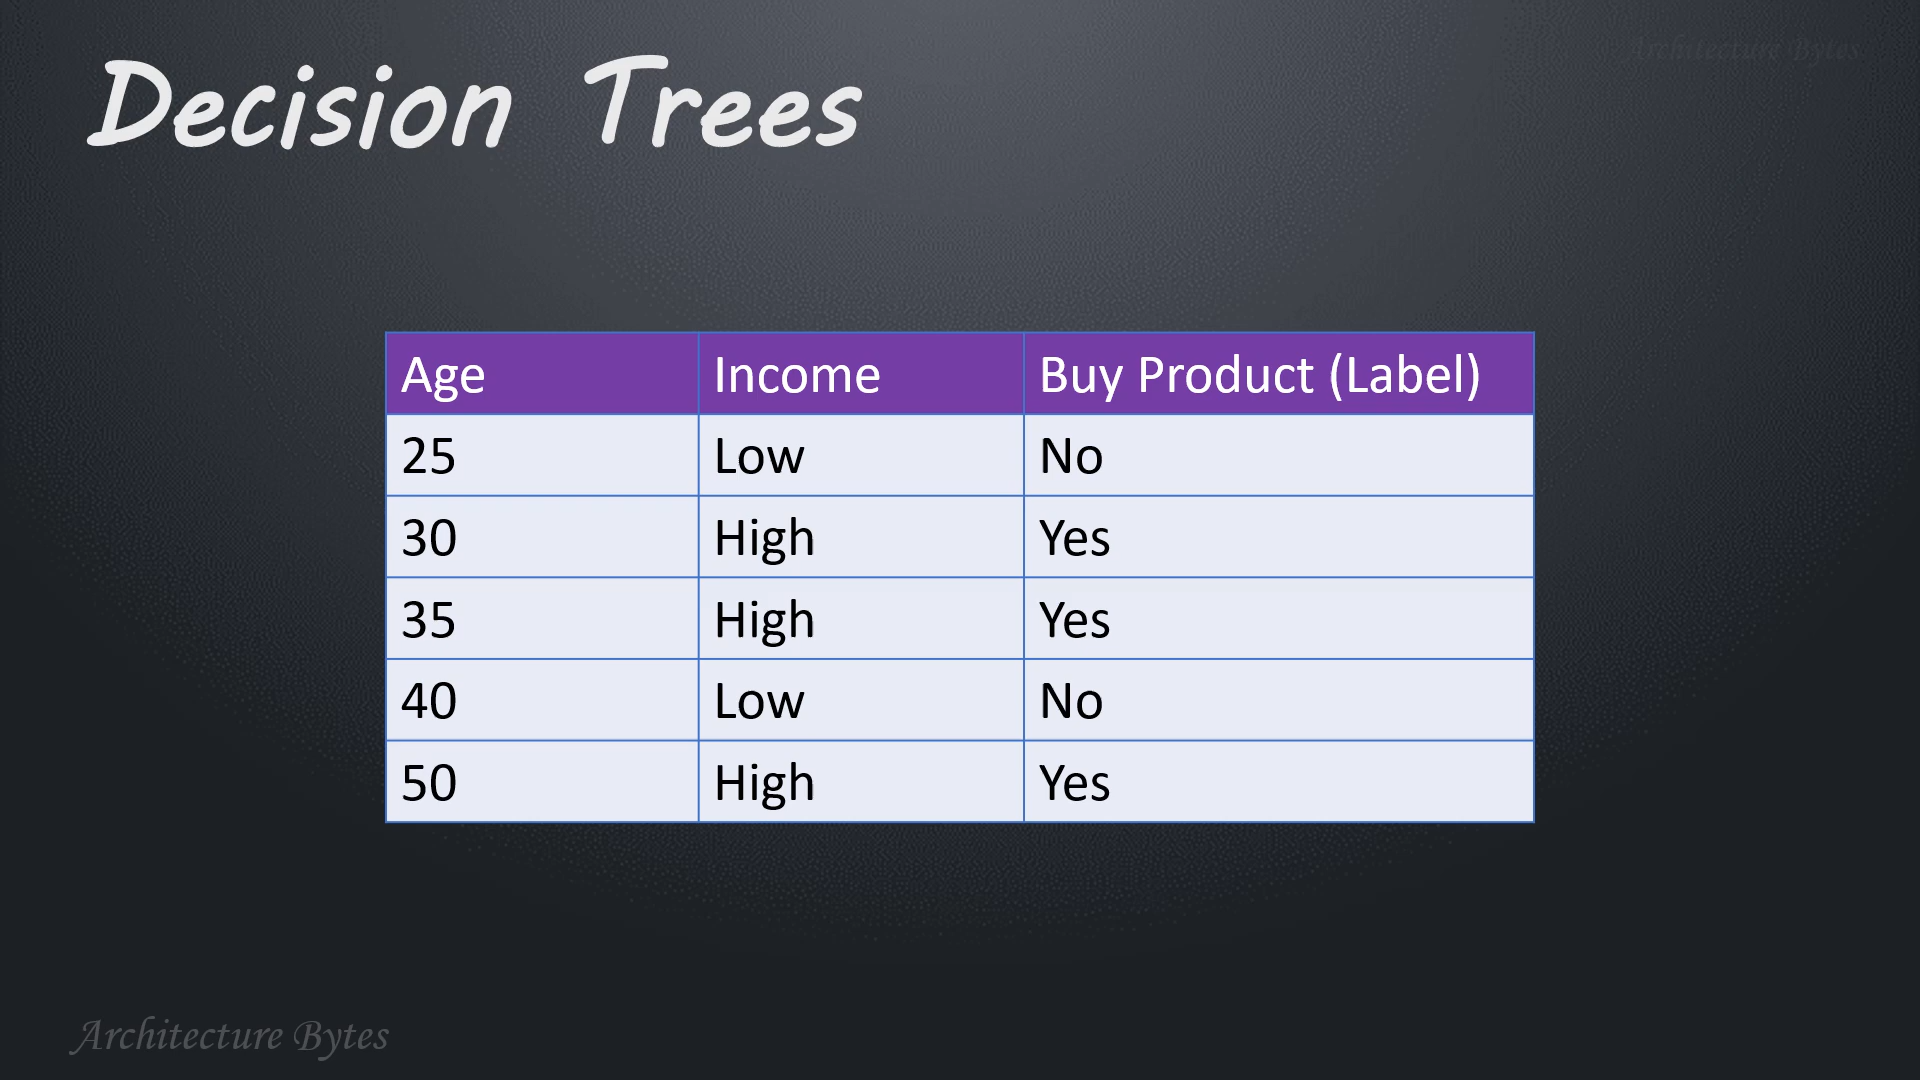 Architecture Bytes
Decision Trees
Age Income Buy Product (Label)
25 Low No
30 High Yes
35 High Yes
40 Low No
50 High Yes
Architecture Bytes